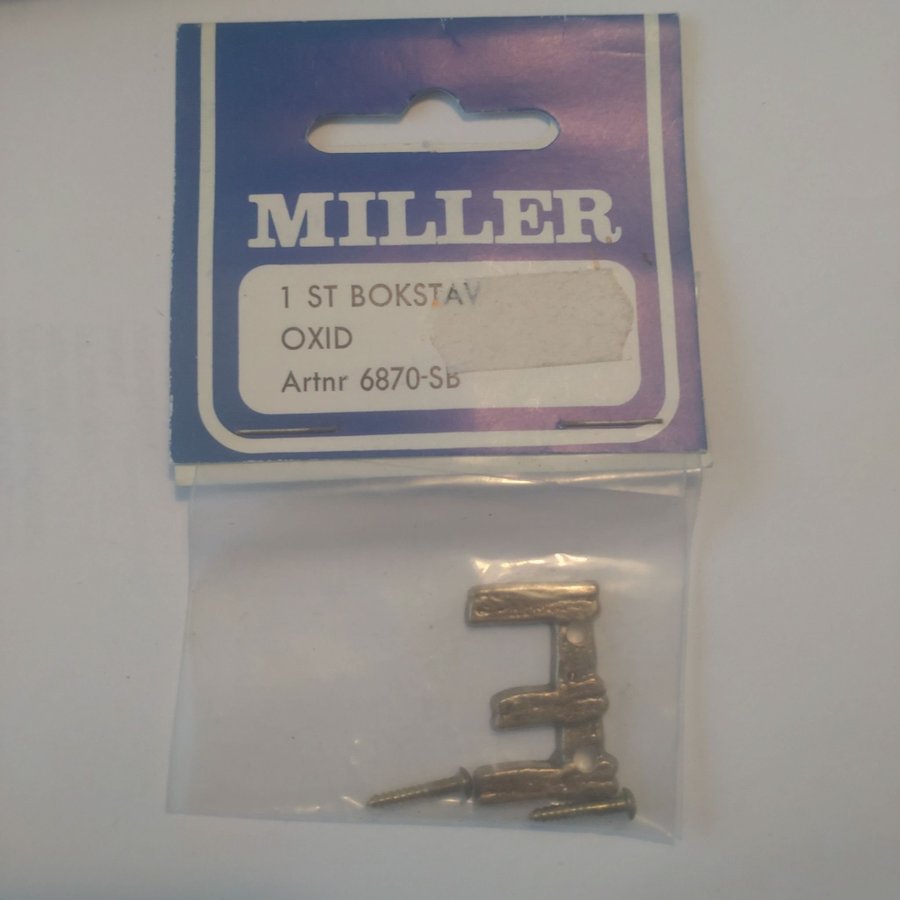 MILLER
1 ST BOKSTAV
OXID
Artnr 6870-SB
E